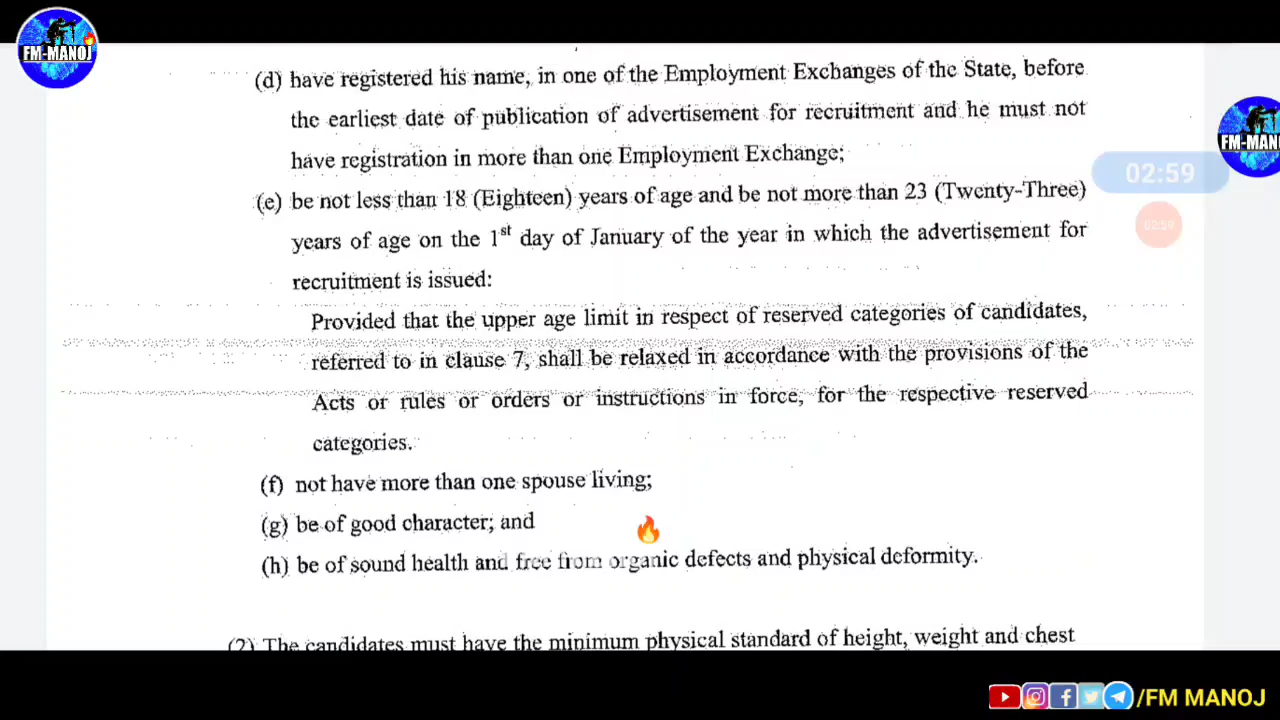 FM-MANOJ
(d) have registered his name, in one of the Employment Exchanges of the State, before
the earliest date of publication of advertisement for recruitment and he must not
have registration in more than one Employment Exchange;
FM-MAN
02:59
(e) be not less than 18 (Eighteen) years of age and be not more than 23 (Twenty-Three)
years of age on the 1st day of January of the year in which the advertisement for
02:59
recruitment is issued:
Provided that the upper age limit in respect of reserved categories of candidates,
referred to in clause 7, shall be relaxed in accordance with the provisions of the
Acts or rules or orders or instructions in force, for the respective reserved
categories.
(f) not have more than one spouse living;
(g) be of good character; and
(h) be of sound health and free from organic defects and physical deformity.
(2) The candidates must have the minimum physical standard of height, weight and chest
/FM MANOJ